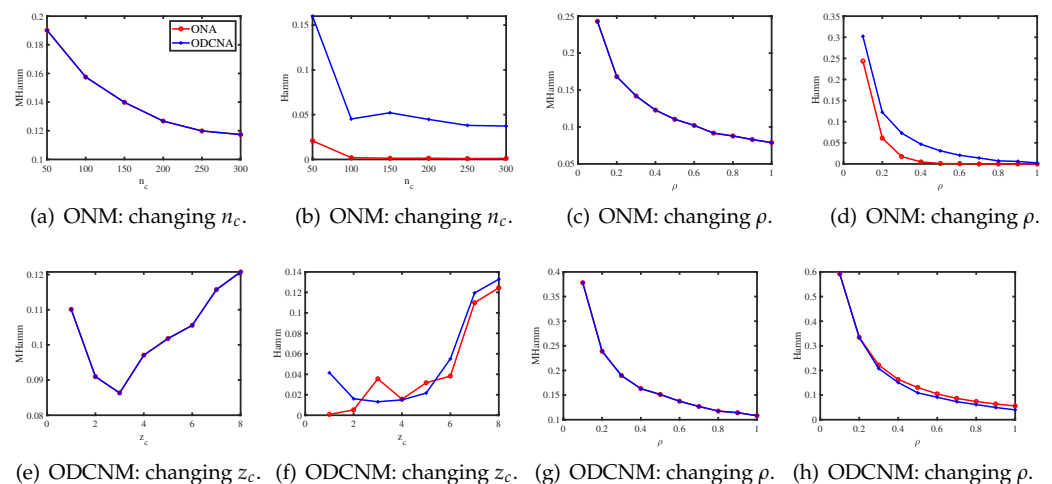 0.2
0.18
0.16
0.14
0.12
0.1
MHamm
50 100 150 200 250 300
n_c
ONA
ODCNA
0.15
0.1
0.05
0
Hamm
50 100 150 200 250 300
n_c
0.25
0.2
0.15
0.1
0.05
MHamm
0 0.2 0.4 0.6 0.8 1
ρ
0.35
0.3
0.25
0.2
0.15
0.1
0.05
0
Hamm
0 0.2 0.4 0.6 0.8 1
ρ
(a) ONM: changing n_c.
(b) ONM: changing n_c.
(c) ONM: changing ρ.
(d) ONM: changing ρ.
0.12
0.11
0.1
0.09
0.08
MHamm
0 2 4 6 8
z_c
0.14
0.12
0.1
0.08
0.06
0.04
0.02
0
Hamm
0 2 4 6 8
z_c
0.4
0.35
0.3
0.25
0.2
0.15
0.1
MHamm
0 0.2 0.4 0.6 0.8 1
ρ
0.6
0.5
0.4
0.3
0.2
0.1
0
Hamm
0 0.2 0.4 0.6 0.8 1
ρ
(e) ODCNM: changing z_c.
(f) ODCNM: changing z_c.
(g) ODCNM: changing ρ.
(h) ODCNM: changing ρ.